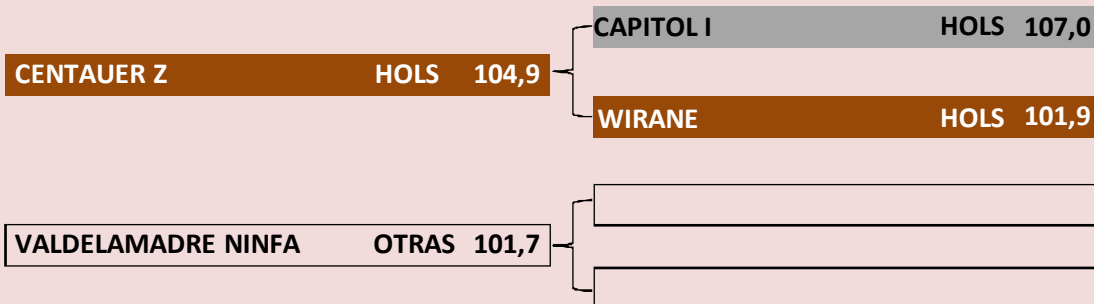 CAPITOL I HOLS 107,0
CENTAUER Z HOLS 104,9
WIRANE HOLS 101,9
VALDELAMADRE NINFA OTRAS 101,7